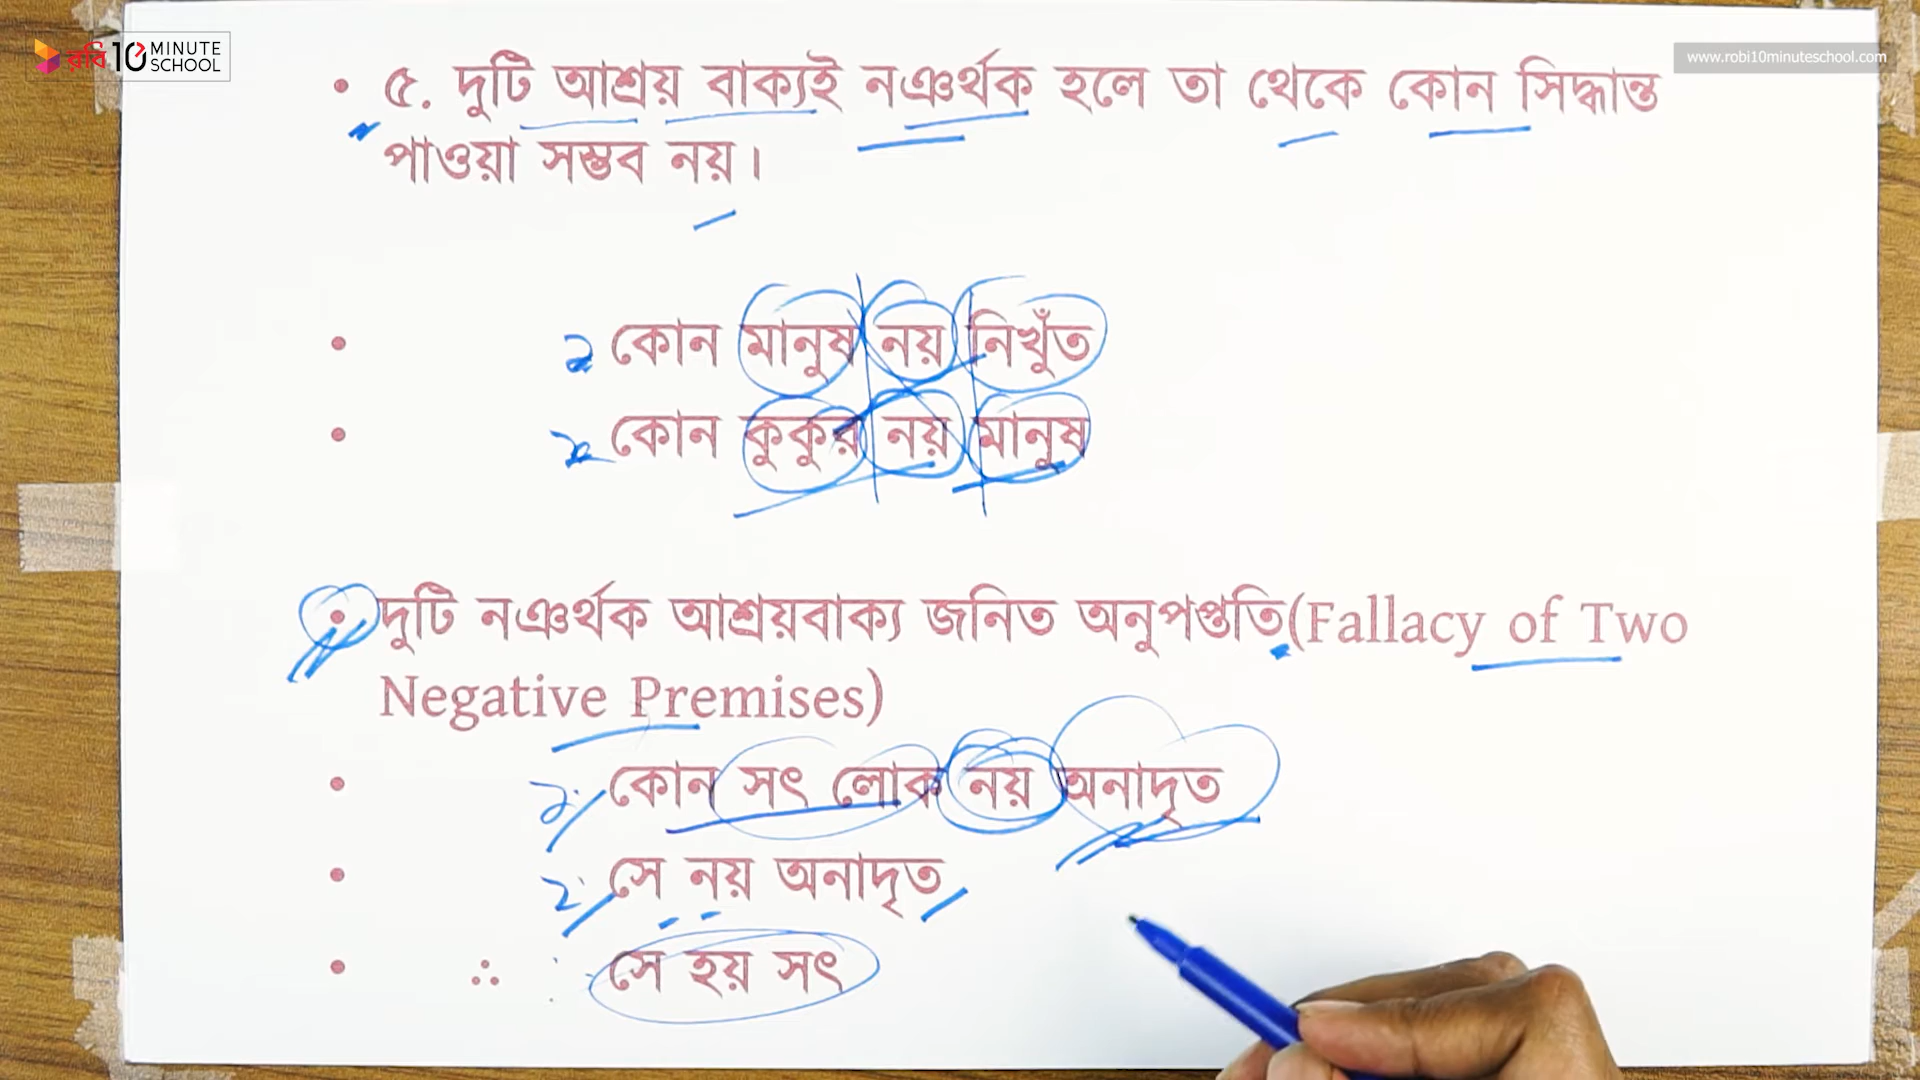 রবি 10 MINUTE SCHOOL
www.robi10minuteschool.com
• ৫. দুটি আশ্রয় বাক্যই নঞর্থক হলে তা থেকে কোন সিদ্ধান্ত
পাওয়া সম্ভব নয়।
• ১ কোন মানুষ নয় নিখুঁত
• ২ কোন কুকুর নয় মানুষ
• দুটি নঞর্থক আশ্রয়বাক্য জনিত অনুপপ্ততি(Fallacy of Two
Negative Premises)
• ১. কোন সৎ লোক নয় অনাদৃত
• ২. সে নয় অনাদৃত
• ∴ সে হয় সৎ